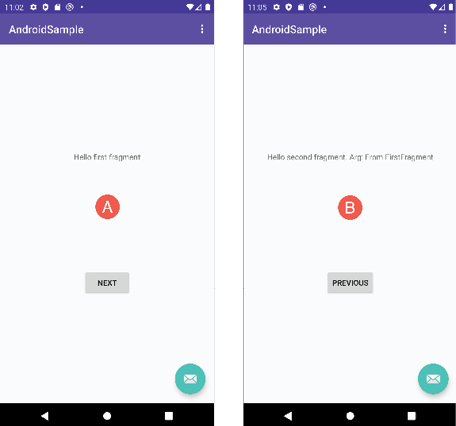 11:02
AndroidSample
Hello first fragment
A
NEXT
11:05
AndroidSample
Hello second fragment. Arg: From FirstFragment
B
PREVIOUS